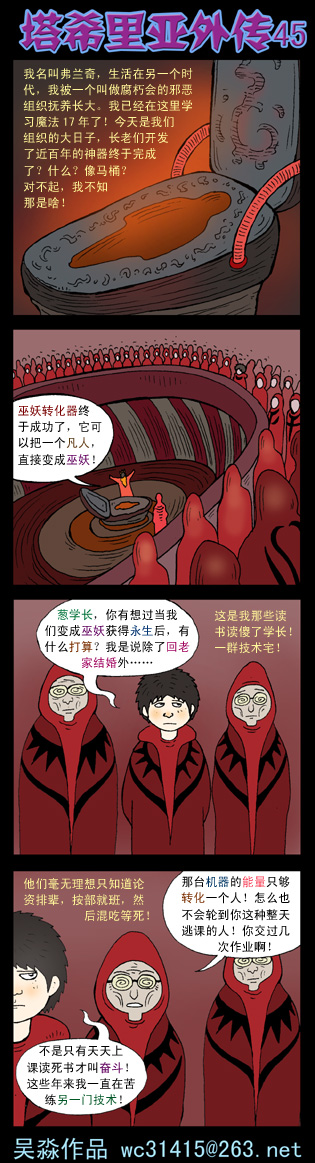 塔希里亚外传45
我名叫弗兰奇，生活在另一个时
代，我被一个叫做腐朽会的邪恶
组织抚养长大。我已经在这里学
习魔法17年了！今天是我们
组织的大日子，长老们开发
了近百年的神器终于完成
了？什么？像马桶？
对不起，我不知
那是啥！
巫妖转化器终
于成功了，它可
以把一个凡人，
直接变成巫妖！
葱学长，你有想过当我
们变成巫妖获得永生后，有
什么打算？我是说除了回老
家结婚外……
这是我那些读
书读傻了学长！
一群技术宅！
他们毫无理想只知道论
资排辈，按部就班，然
后混吃等死！
那台机器的能量只够
转化一个人！怎么也
不会轮到你这种整天
逃课的人！你交过几
次作业啊！
不是只有天天上
课读死书才叫奋斗！
这些年来我一直在苦
练另一门技术！
吴淼作品 wc31415@263.net